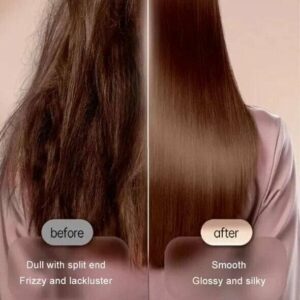 before
Dull with split end
Frizzy and lackluster
after
Smooth
Glossy and silky